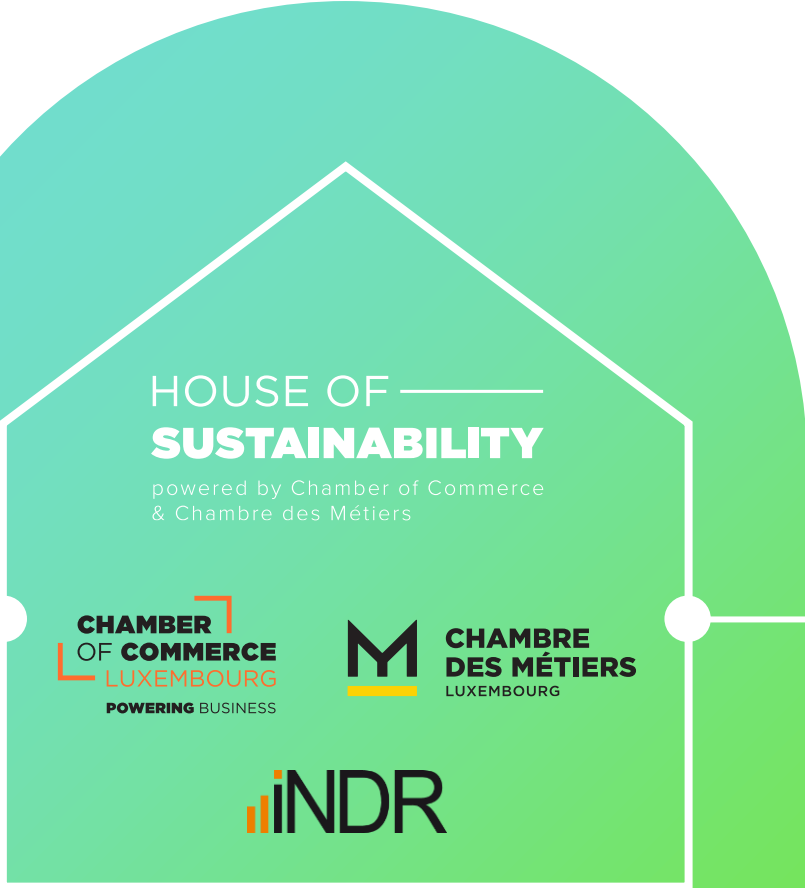 HOUSE OF
SUSTAINABILITY
powered by Chamber of Commerce
& Chambre des Métiers
CHAMBER
OF COMMERCE
LUXEMBOURG
POWERING BUSINESS
CHAMBRE
DES MÉTIERS
LUXEMBOURG
iNDR